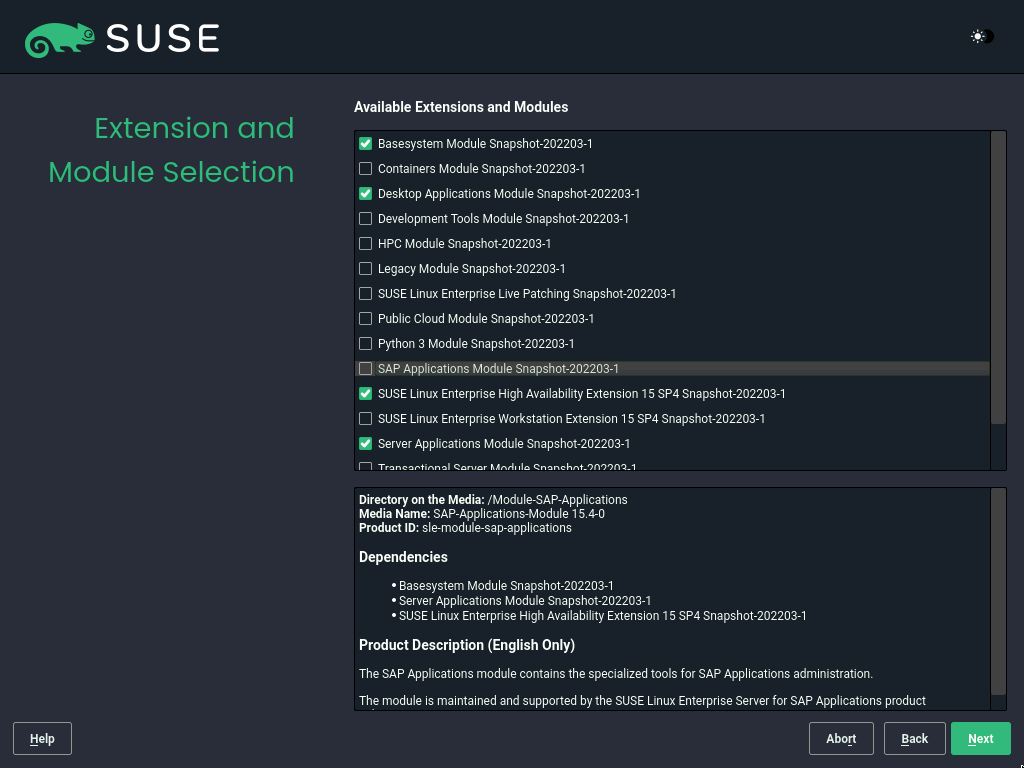 SUSE
Extension and
Module Selection
Available Extensions and Modules
Basesystem Module Snapshot-202203-1
Containers Module Snapshot-202203-1
Desktop Applications Module Snapshot-202203-1
Development Tools Module Snapshot-202203-1
HPC Module Snapshot-202203-1
Legacy Module Snapshot-202203-1
SUSE Linux Enterprise Live Patching Snapshot-202203-1
Public Cloud Module Snapshot-202203-1
Python 3 Module Snapshot-202203-1
SAP Applications Module Snapshot-202203-1
SUSE Linux Enterprise High Availability Extension 15 SP4 Snapshot-202203-1
SUSE Linux Enterprise Workstation Extension 15 SP4 Snapshot-202203-1
Server Applications Module Snapshot-202203-1
Transactional Server Module Snapshot-202203-1
Directory on the Media: /Module-SAP-Applications
Media Name: SAP-Applications-Module 15.4-0
Product ID: sle-module-sap-applications
Dependencies
• Basesystem Module Snapshot-202203-1
• Server Applications Module Snapshot-202203-1
• SUSE Linux Enterprise High Availability Extension 15 SP4 Snapshot-202203-1
Product Description (English Only)
The SAP Applications module contains the specialized tools for SAP Applications administration.
The module is maintained and supported by the SUSE Linux Enterprise Server for SAP Applications product
Help
Abort
Back
Next